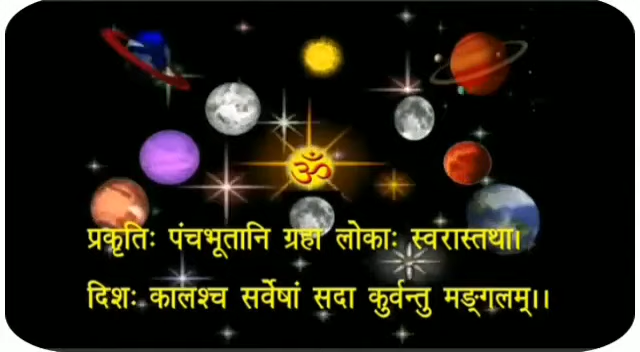 ॐ
प्रकृतिः पंचभूतानि ग्रहा लोकाः स्वरास्तथा।
दिशः कालश्च सर्वेषां सदा कुर्वन्तु मङ्गलम्।।